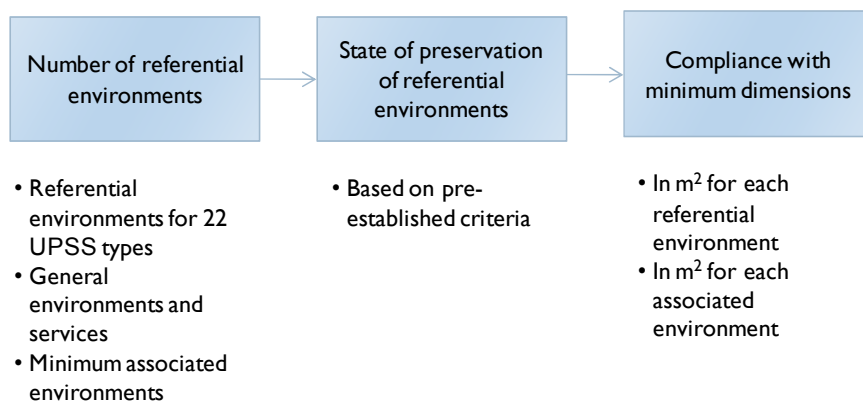 Number of referential
environments
State of preservation
of referential
environments
Compliance with
minimum dimensions
• Referential
environments for 22
UPSS types
• General
environments and
services
• Minimum associated
environments
• Based on pre-
established criteria
• In m² for each
referential
environment
• In m² for each
associated
environment